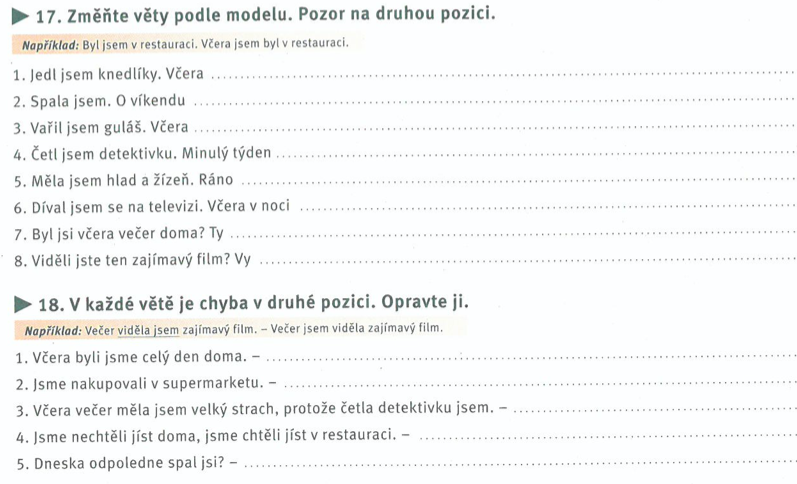 ▶ 17. Změňte věty podle modelu. Pozor na druhou pozici.
Například: Byl jsem v restauraci. Včera jsem byl v restauraci.
1. Jedl jsem knedlíky. Včera ..........
2. Spala jsem. O víkendu ..........
3. Vařil jsem guláš. Včera ..........
4. Četl jsem detektivku. Minulý týden ..........
5. Měla jsem hlad a žízeň. Ráno ..........
6. Díval jsem se na televizi. Včera v noci ..........
7. Byl jsi včera večer doma? Ty ..........
8. Viděli jste ten zajímavý film? Vy ..........
▶ 18. V každé větě je chyba v druhé pozici. Opravte ji.
Například: Večer viděla jsem zajímavý film. – Večer jsem viděla zajímavý film.
1. Včera byli jsme celý den doma. – ..........
2. Jsme nakupovali v supermarketu. – ..........
3. Včera večer měla jsem velký strach, protože četla detektivku jsem. – ..........
4. Jsme nechtěli jíst doma, jsme chtěli jíst v restauraci. – ..........
5. Dneska odpoledne spal jsi? – ..........